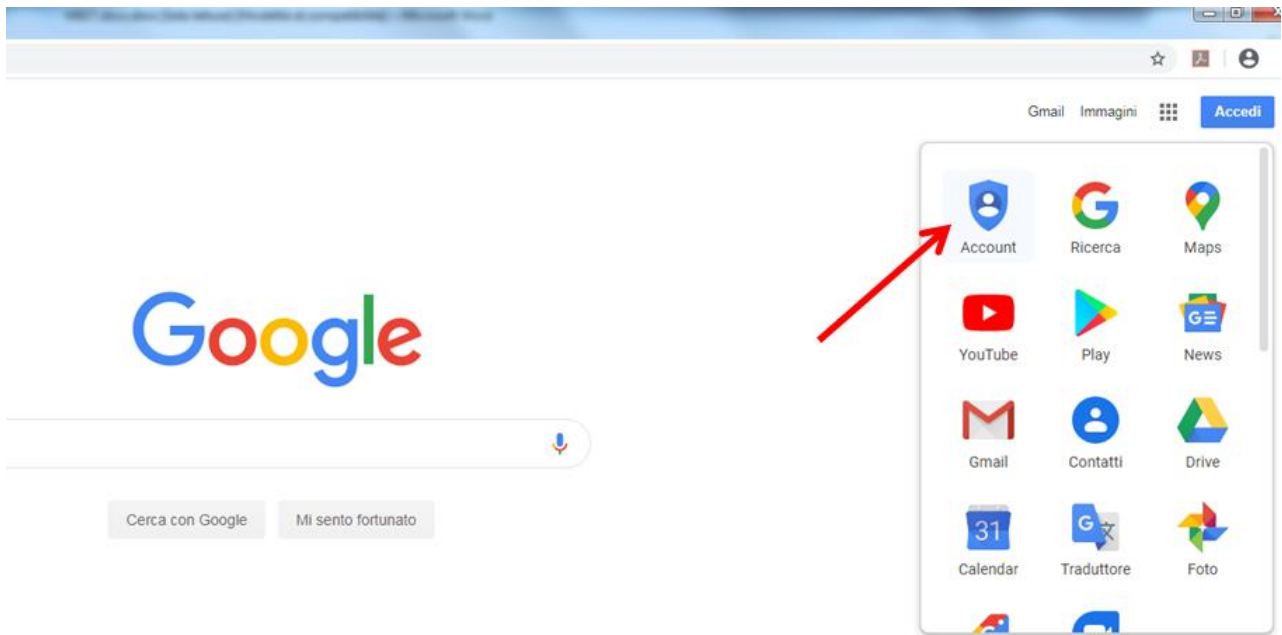 Gmail Immagini Accedi
Account Ricerca Maps
Google
YouTube Play News
G
Gmail Contatti Drive
Cerca con Google Mi sento fortunato
31 G 文
Calendar Traduttore Foto